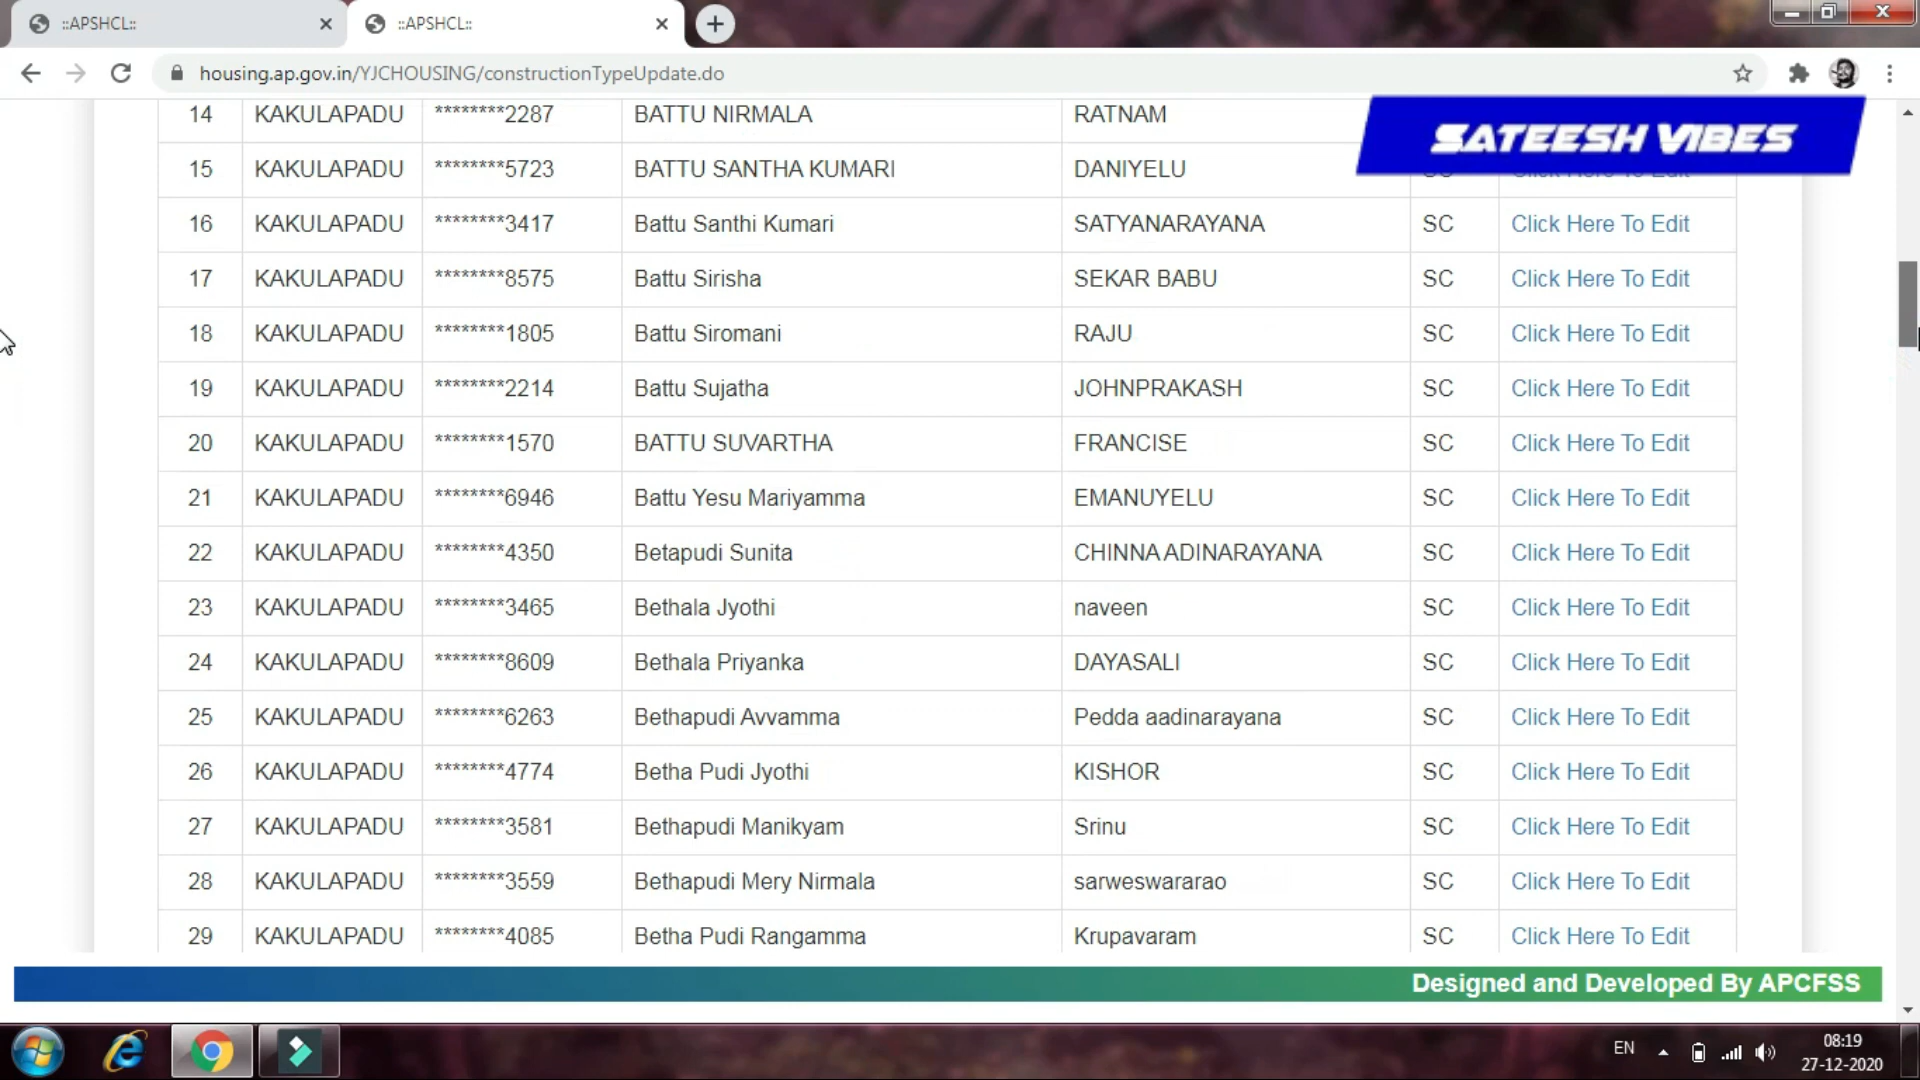 ::APSHCL:: ::APSHCL::
housing.ap.gov.in/YJCHOUSING/constructionTypeUpdate.do
SATEESH VIBES
14 KAKULAPADU ********2287 BATTU NIRMALA RATNAM
15 KAKULAPADU ********5723 BATTU SANTHA KUMARI DANIYELU SC Click Here To Edit
16 KAKULAPADU ********3417 Battu Santhi Kumari SATYANARAYANA SC Click Here To Edit
17 KAKULAPADU ********8575 Battu Sirisha SEKAR BABU SC Click Here To Edit
18 KAKULAPADU ********1805 Battu Siromani RAJU SC Click Here To Edit
19 KAKULAPADU ********2214 Battu Sujatha JOHNPRAKASH SC Click Here To Edit
20 KAKULAPADU ********1570 BATTU SUVARTHA FRANCISE SC Click Here To Edit
21 KAKULAPADU ********6946 Battu Yesu Mariyamma EMANUYELU SC Click Here To Edit
22 KAKULAPADU ********4350 Betapudi Sunita CHINNA ADINARAYANA SC Click Here To Edit
23 KAKULAPADU ********3465 Bethala Jyothi naveen SC Click Here To Edit
24 KAKULAPADU ********8609 Bethala Priyanka DAYASALI SC Click Here To Edit
25 KAKULAPADU ********6263 Bethapudi Avvamma Pedda aadinarayana SC Click Here To Edit
26 KAKULAPADU ********4774 Betha Pudi Jyothi KISHOR SC Click Here To Edit
27 KAKULAPADU ********3581 Bethapudi Manikyam Srinu SC Click Here To Edit
28 KAKULAPADU ********3559 Bethapudi Mery Nirmala sarweswararao SC Click Here To Edit
29 KAKULAPADU ********4085 Betha Pudi Rangamma Krupavaram SC Click Here To Edit
Designed and Developed By APCFSS
EN 08:19
27-12-2020